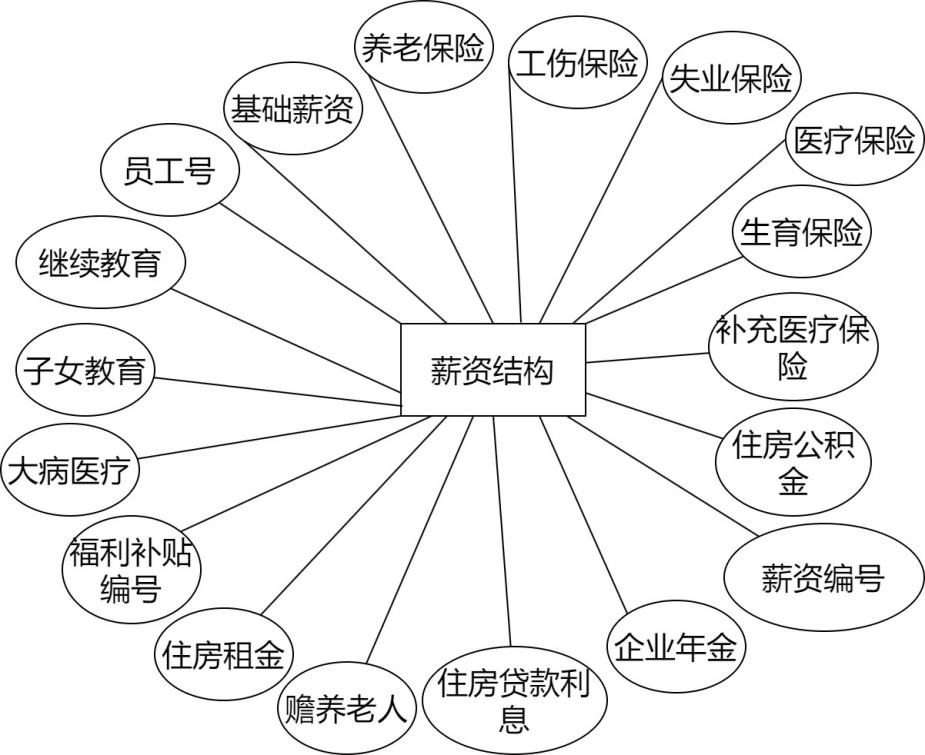 养老保险
工伤保险
失业保险
基础薪资
医疗保险
员工号
生育保险
继续教育
补充医疗保
险
子女教育
薪资结构
大病医疗
住房公积
金
福利补贴
编号
薪资编号
住房租金
企业年金
赡养老人
住房贷款利
息